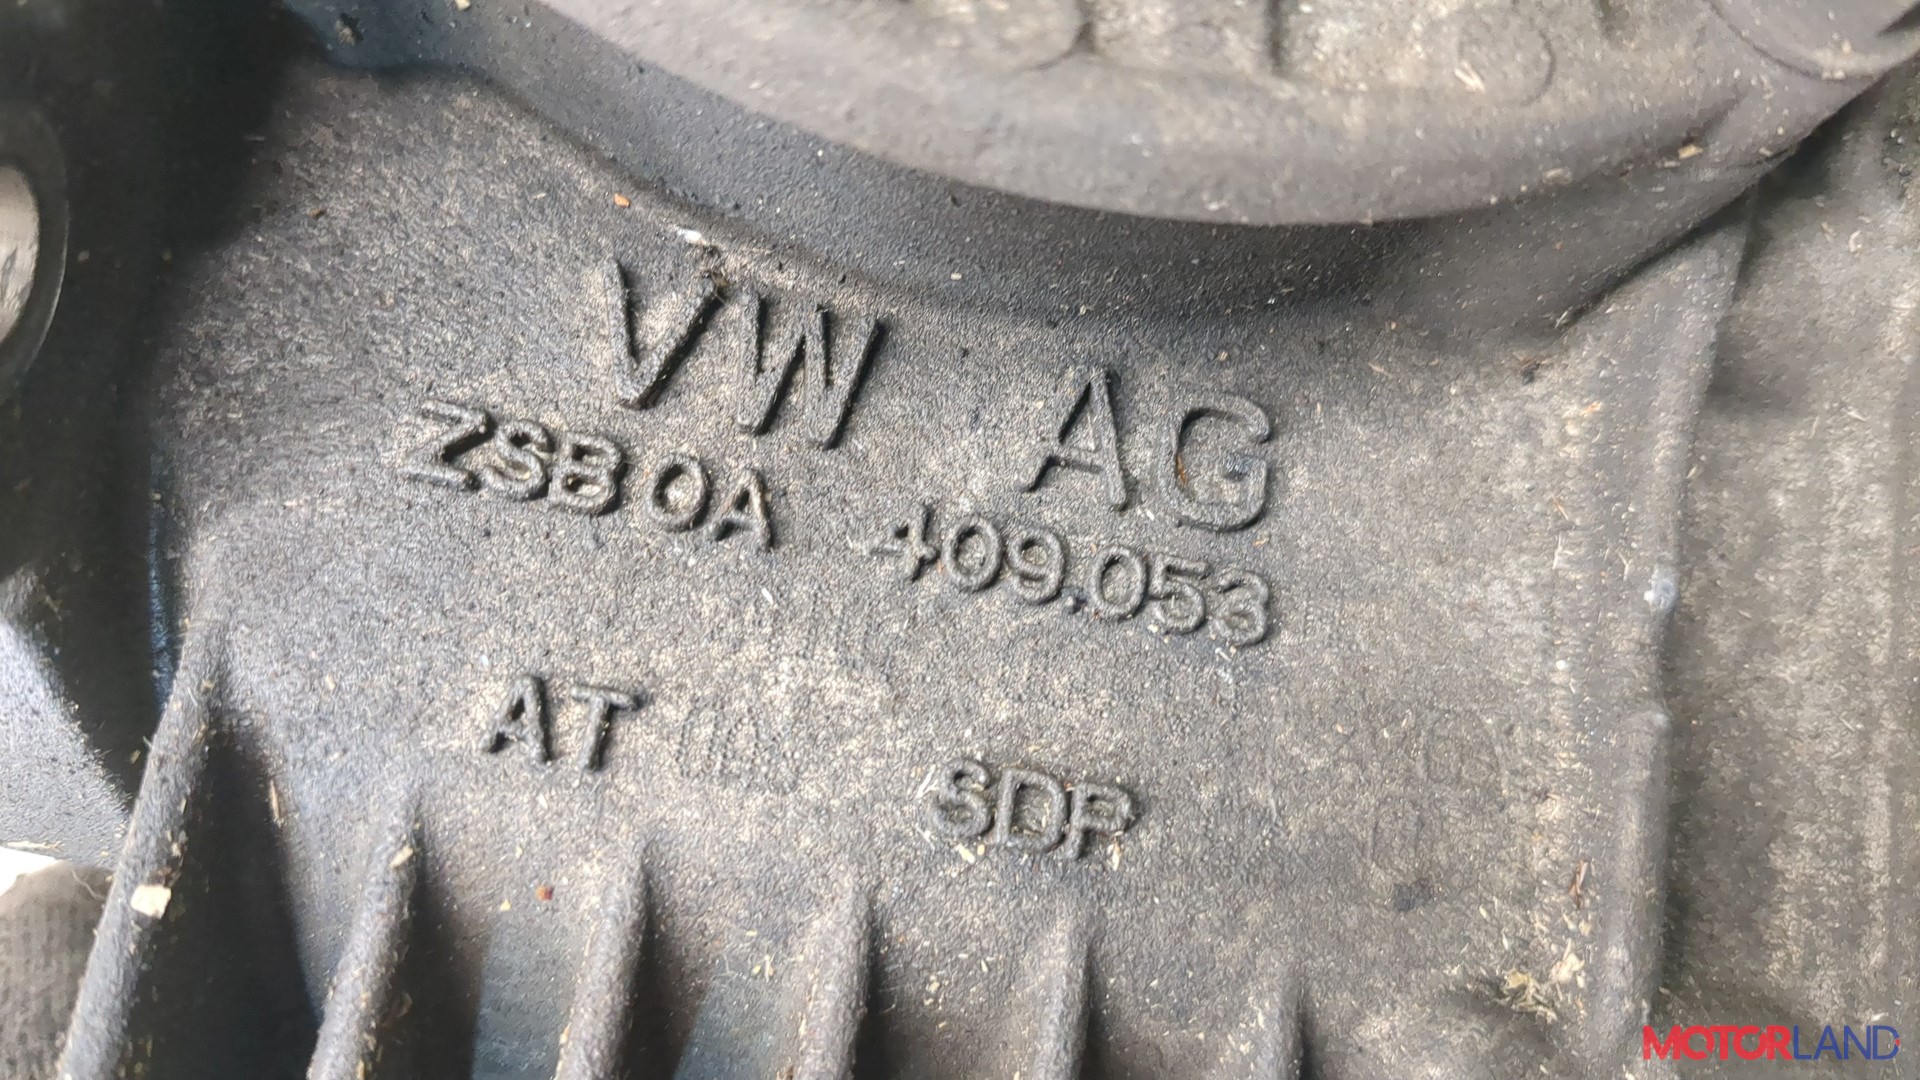 VW AG
ZSB 0A 409.053
AT SDP
MOTORLAND